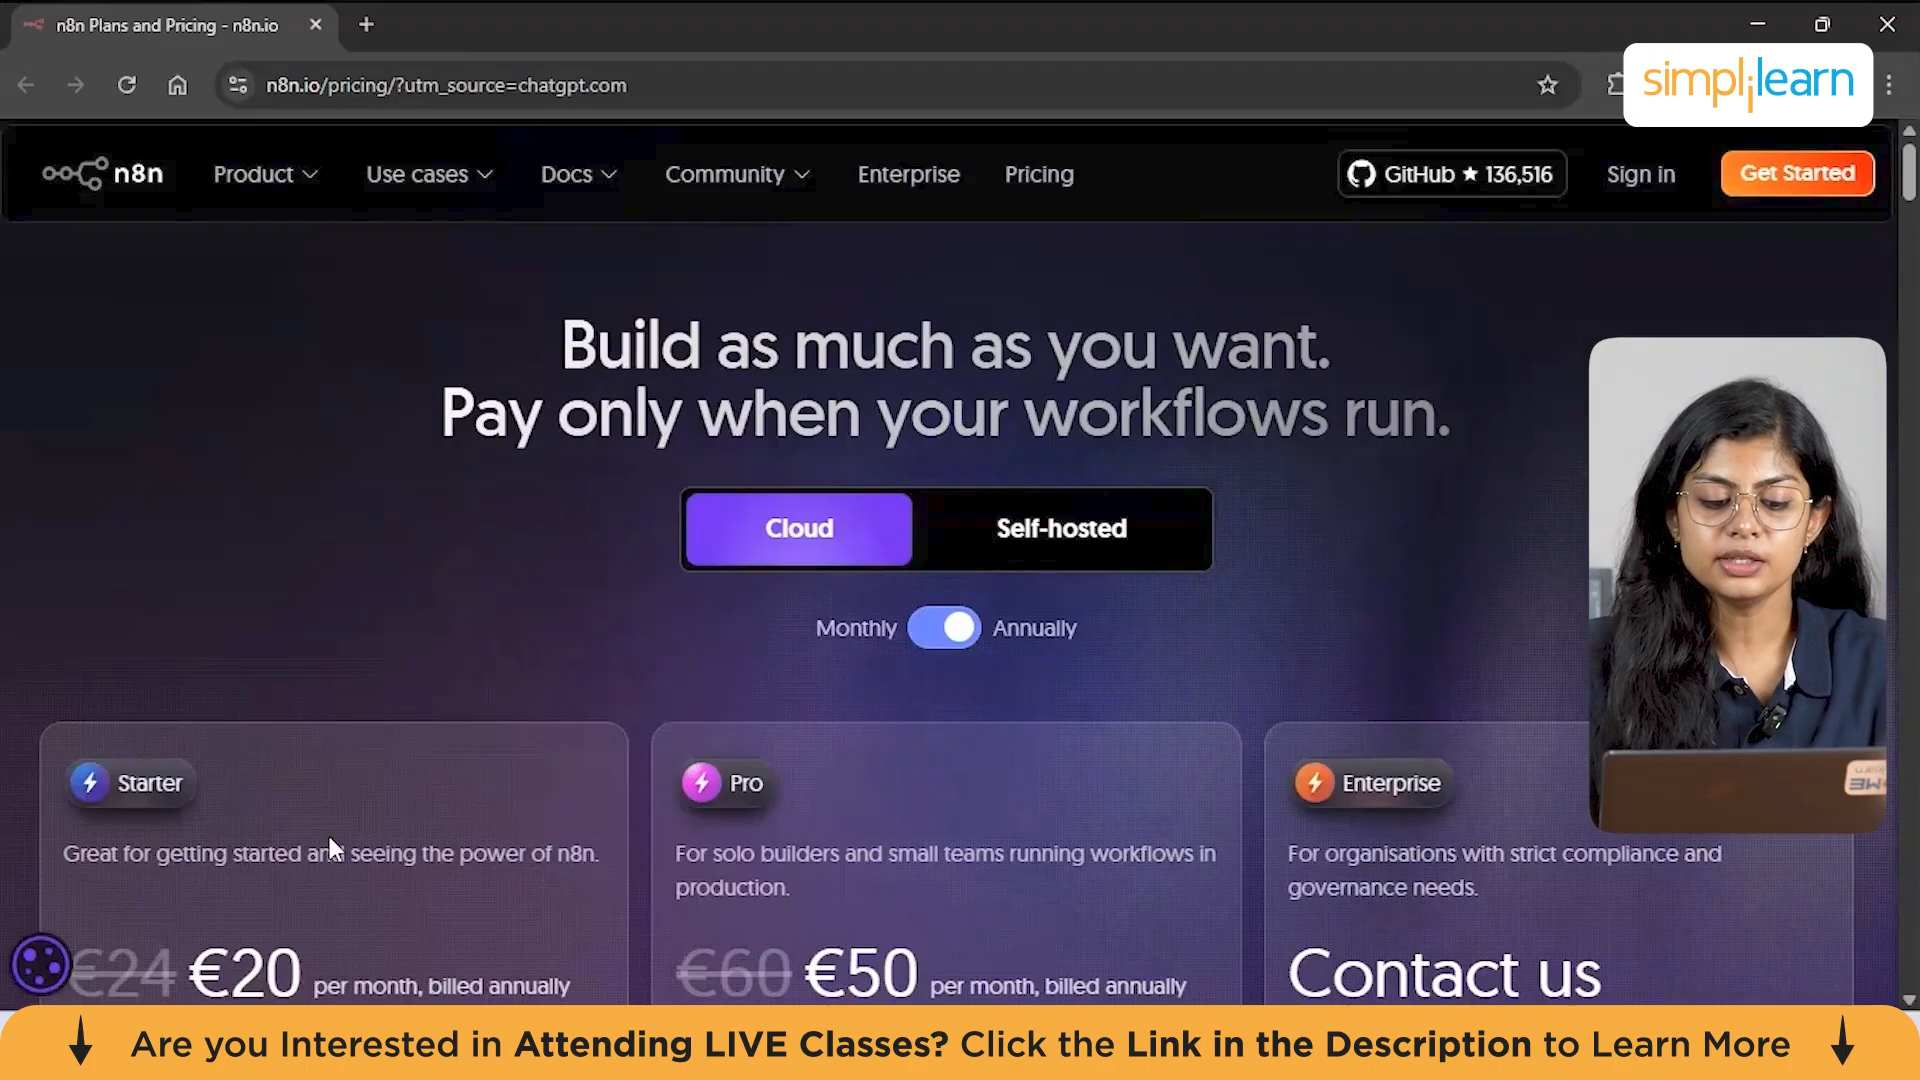 n8n Plans and Pricing - n8n.io
n8n.io/pricing/?utm_source=chatgpt.com
simplilearn
n8n
Product
Use cases
Docs
Community
Enterprise
Pricing
GitHub ★ 136,516
Sign in
Get Started
Build as much as you want.
Pay only when your workflows run.
Cloud
Self-hosted
Monthly
Annually
Starter
Great for getting started and seeing the power of n8n.
€24 €20 per month, billed annually
Pro
For solo builders and small teams running workflows in
production.
€60 €50 per month, billed annually
Enterprise
For organisations with strict compliance and
governance needs.
Contact us
Are you Interested in Attending LIVE Classes? Click the Link in the Description to Learn More